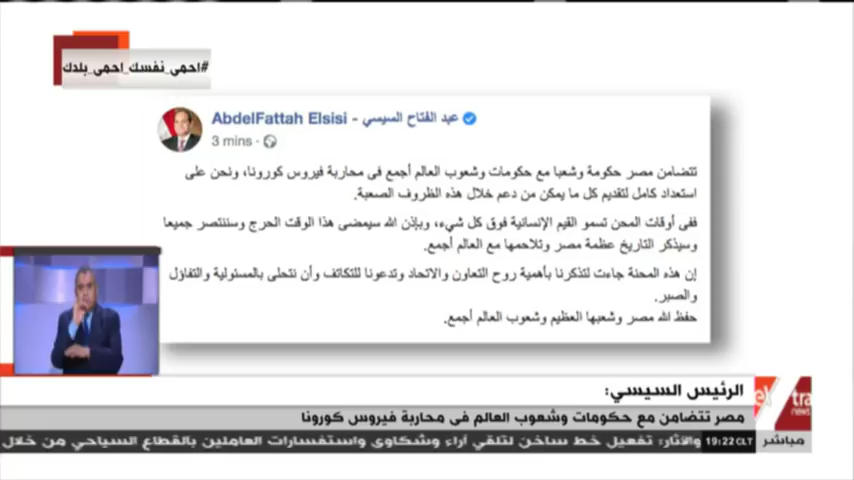 #احمى_نفسك_احمى_بلدك
AbdelFattah Elsisi - عبد الفتاح السيسي
3 mins ·
تتضامن مصر حكومة وشعبا مع حكومات وشعوب العالم أجمع فى محاربة فيروس كورونا، ونحن على
استعداد كامل لتقديم كل ما يمكن من دعم خلال هذه الظروف الصعبة.
ففى أوقات المحن تسمو القيم الإنسانية فوق كل شيء، وبإذن الله سيمضى هذا الوقت الحرج وسننتصر جميعا
وسيذكر التاريخ عظمة مصر وتلاحمها مع العالم أجمع.
إن هذه المحنة جاءت لتذكرنا بأهمية روح التعاون والاتحاد وتدعونا للتكاتف وأن نتحلى بالمسئولية والتفاؤل
والصبر.
حفظ الله مصر وشعبها العظيم وشعوب العالم أجمع.
الرئيس السيسي:
مصر تتضامن مع حكومات وشعوب العالم فى محاربة فيروس كورونا
tra
news
مباشر
19:22 CLT
والآثار: تفعيل خط ساخن لتلقي آراء وشكاوى واستفسارات العاملين بالقطاع السياحي من خلال